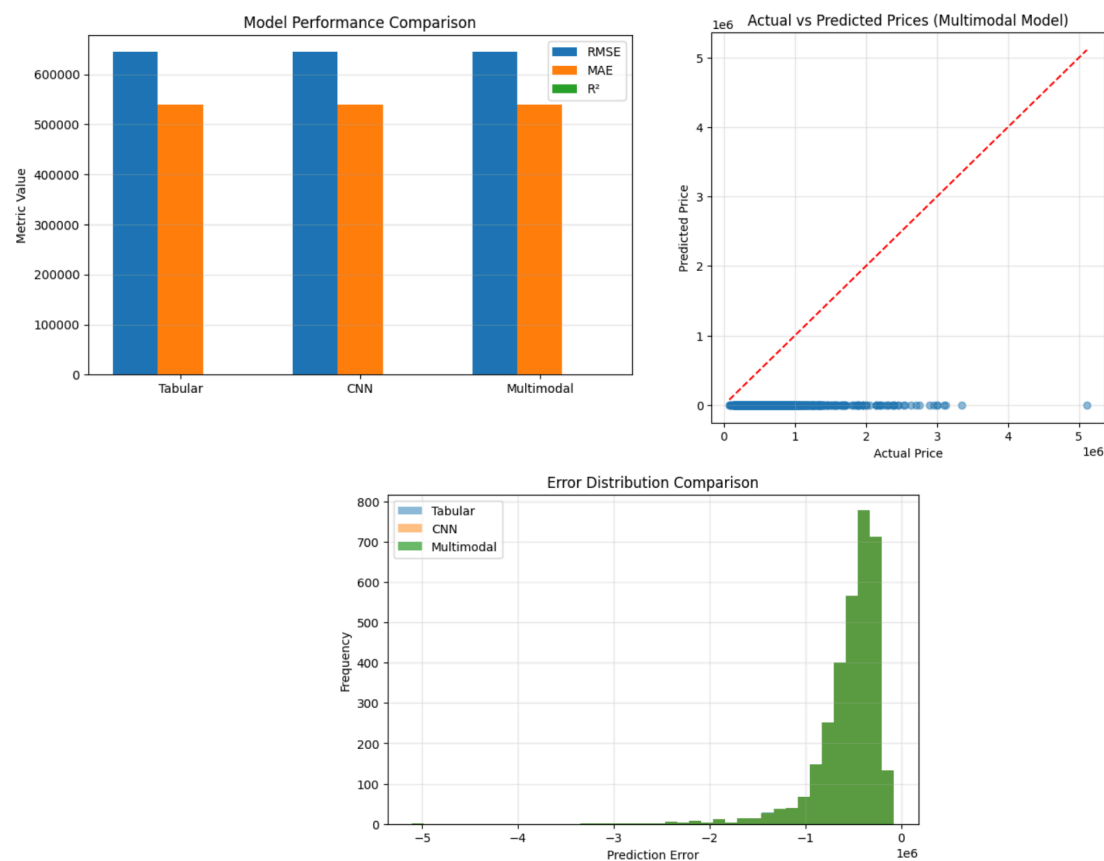 Model Performance Comparison
RMSE
MAE
R²
Metric Value
600000
500000
400000
300000
200000
100000
0
Tabular CNN Multimodal
Actual vs Predicted Prices (Multimodal Model)
1e6
Predicted Price
5
4
3
2
1
0
0 1 2 3 4 5
1e6
Actual Price
Error Distribution Comparison
Tabular
CNN
Multimodal
Frequency
800
700
600
500
400
300
200
100
0
−5 −4 −3 −2 −1 0
1e6
Prediction Error